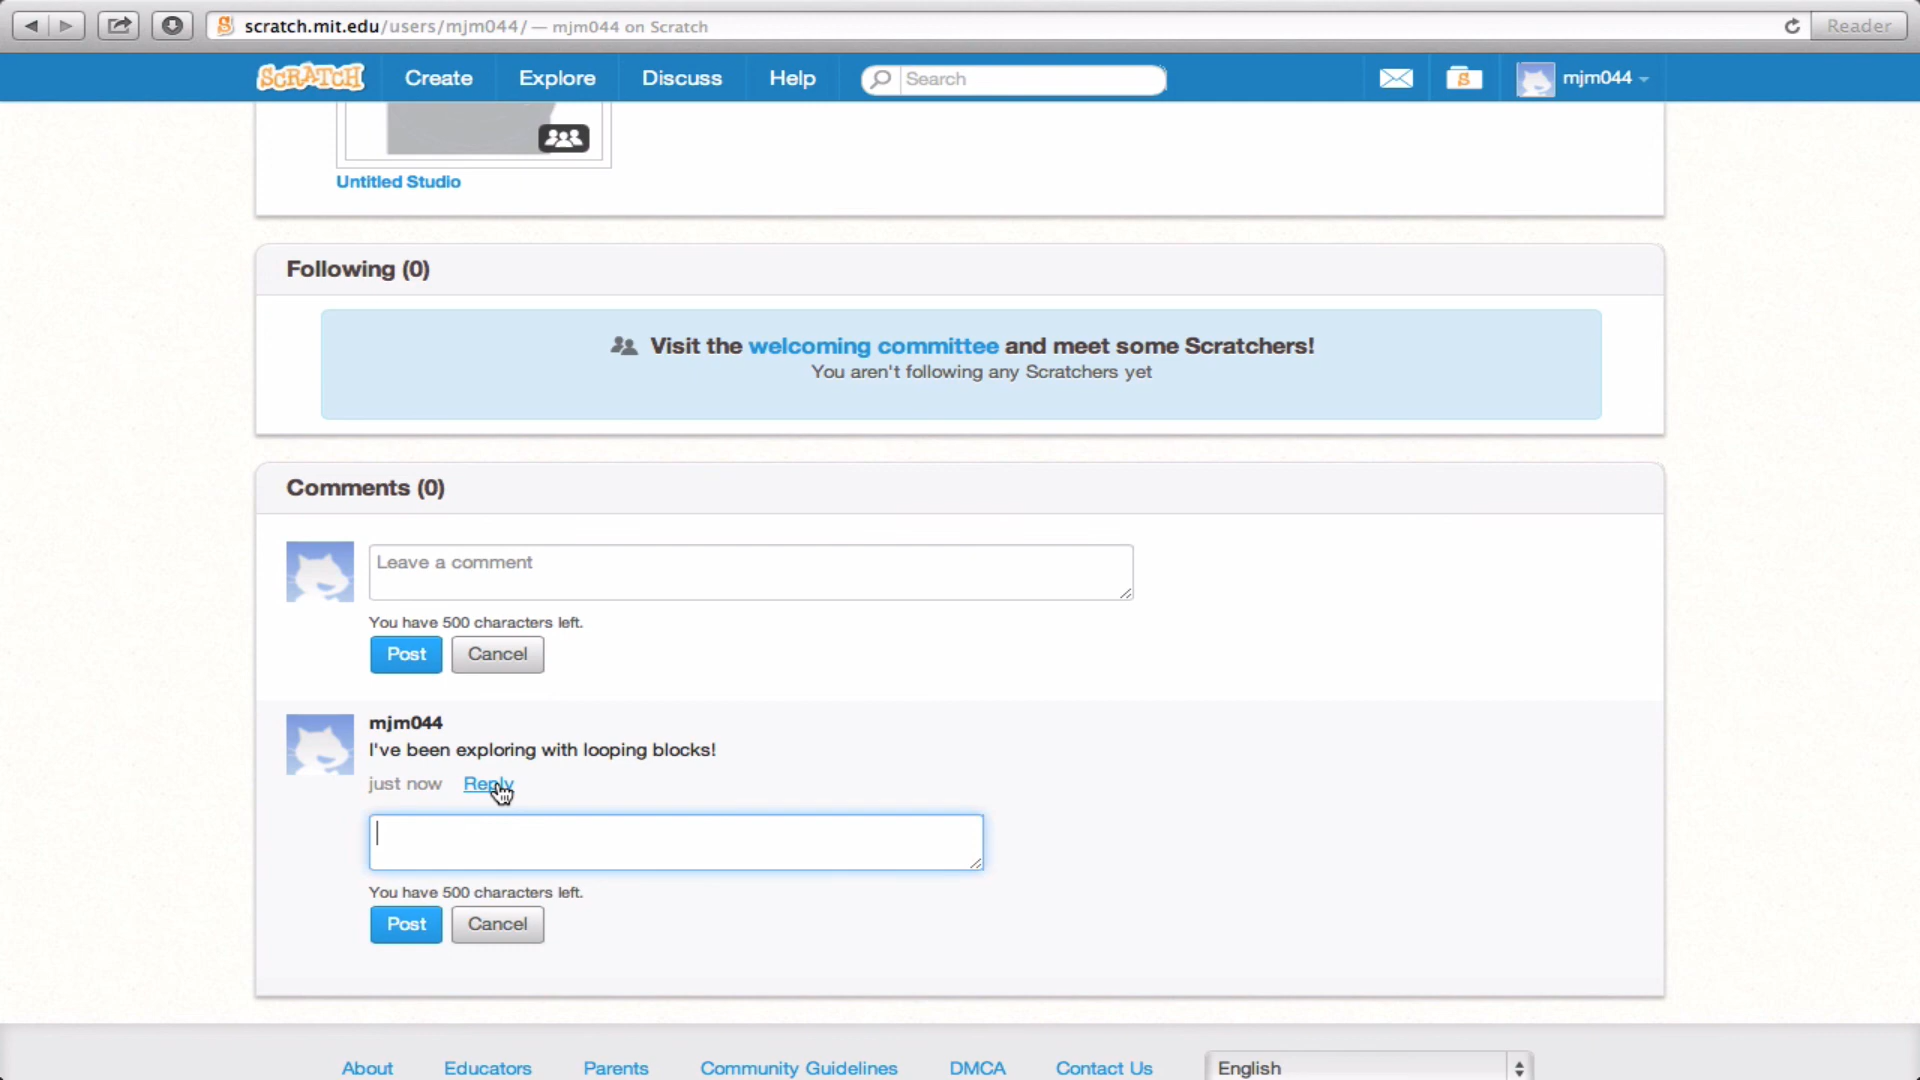 scratch.mit.edu/users/mjm044/ — mjm044 on Scratch
Reader
SCRATCH
Create
Explore
Discuss
Help
Search
S
mjm044
Untitled Studio
Following (0)
Visit the welcoming committee and meet some Scratchers!
You aren't following any Scratchers yet
Comments (0)
Leave a comment
You have 500 characters left.
Post
Cancel
mjm044
I've been exploring with looping blocks!
just now
Reply
You have 500 characters left.
Post
Cancel
About
Educators
Parents
Community Guidelines
DMCA
Contact Us
English